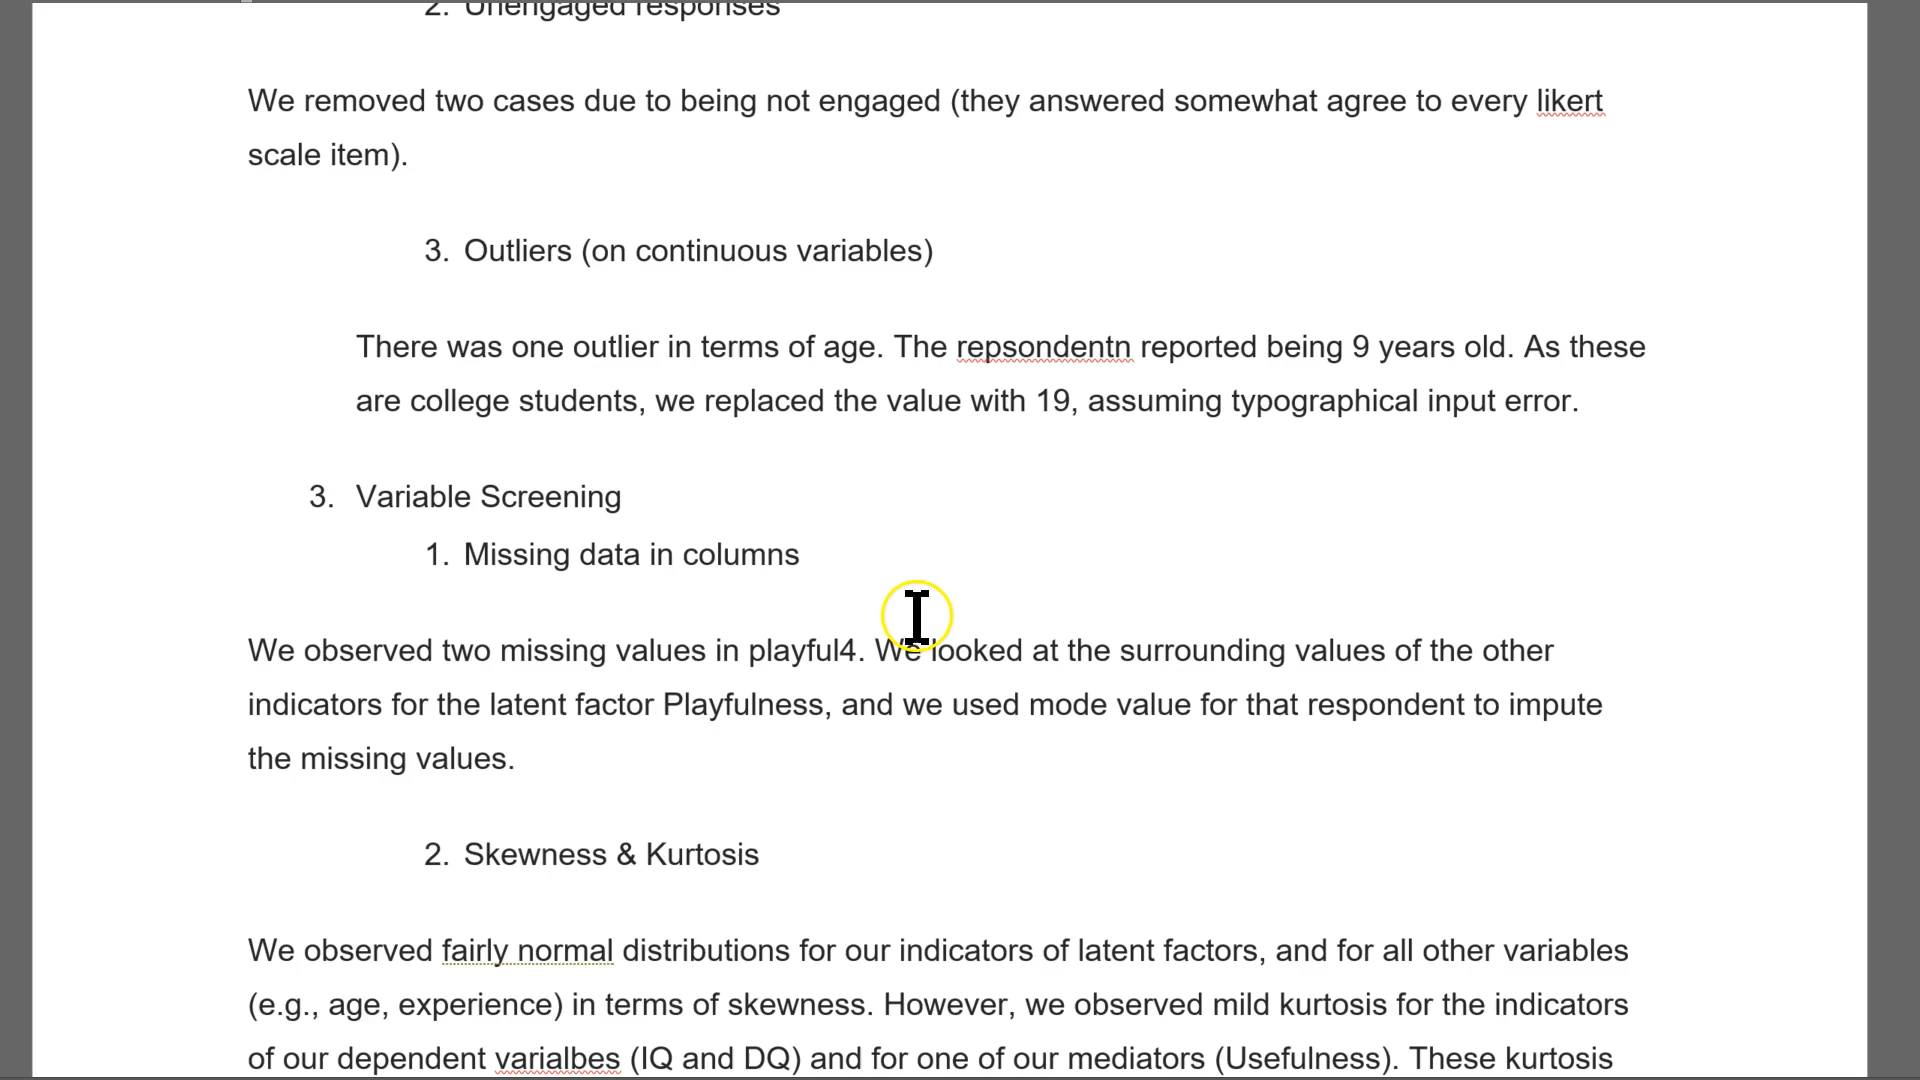 2. Unengaged responses
We removed two cases due to being not engaged (they answered somewhat agree to every likert
scale item).
3. Outliers (on continuous variables)
There was one outlier in terms of age. The repsondentn reported being 9 years old. As these
are college students, we replaced the value with 19, assuming typographical input error.
3. Variable Screening
1. Missing data in columns
We observed two missing values in playful4. We looked at the surrounding values of the other
indicators for the latent factor Playfulness, and we used mode value for that respondent to impute
the missing values.
2. Skewness & Kurtosis
We observed fairly normal distributions for our indicators of latent factors, and for all other variables
(e.g., age, experience) in terms of skewness. However, we observed mild kurtosis for the indicators
of our dependent varialbes (IQ and DQ) and for one of our mediators (Usefulness). These kurtosis